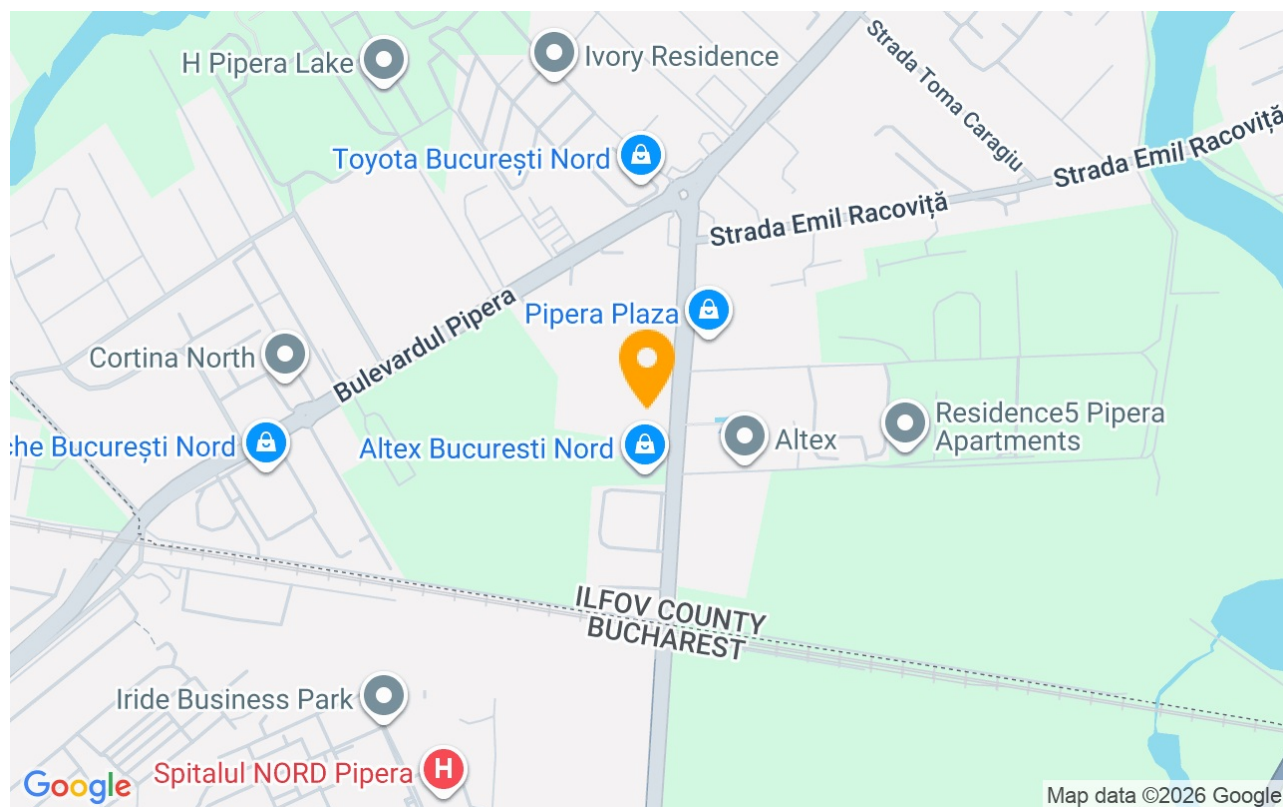 H Pipera Lake
Ivory Residence
Strada Toma Caragiu
Toyota București Nord
Strada Emil Racoviță
Strada Emil Racoviță
Pipera Plaza
Bulevardul Pipera
Cortina North
Residence5 Pipera
Apartments
che București Nord
Altex Bucuresti Nord
Altex
ILFOV COUNTY
BUCHAREST
Iride Business Park
Spitalul NORD Pipera
H
Google
Map data ©2026 Google